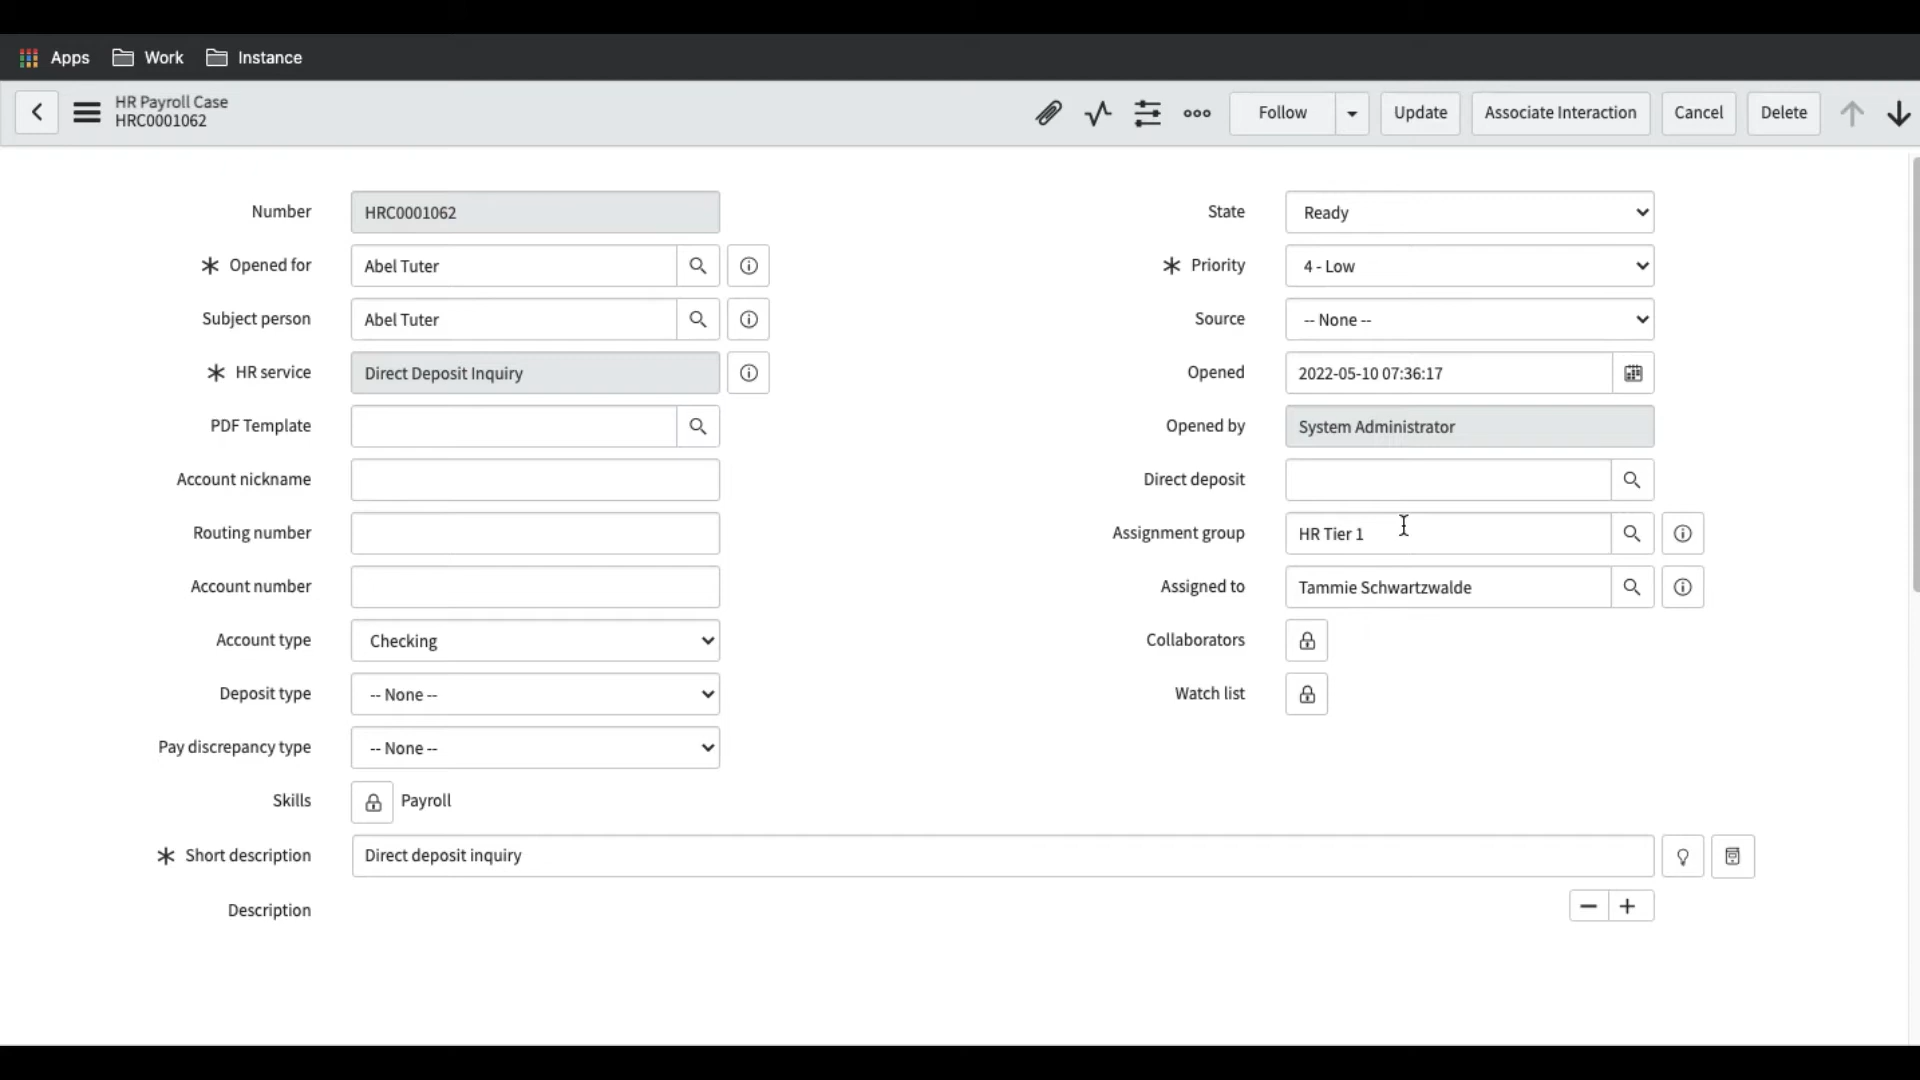 Apps Work Instance
HR Payroll Case
HRC0001062
Follow Update Associate Interaction Cancel Delete
Number HRC0001062
Opened for Abel Tuter
Subject person Abel Tuter
HR service Direct Deposit Inquiry
PDF Template
Account nickname
Routing number
Account number
Account type Checking
Deposit type -- None --
Pay discrepancy type -- None --
Skills Payroll
State Ready
Priority 4 - Low
Source -- None --
Opened 2022-05-10 07:36:17
Opened by System Administrator
Direct deposit
Assignment group HR Tier 1
Assigned to Tammie Schwartzwalde
Collaborators
Watch list
Short description Direct deposit inquiry
Description